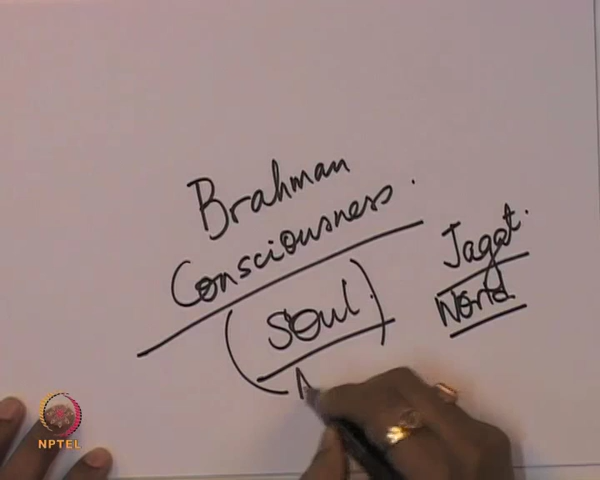 Brahman
Consciousness.
(Soul.)
Jagat.
World.
NPTEL